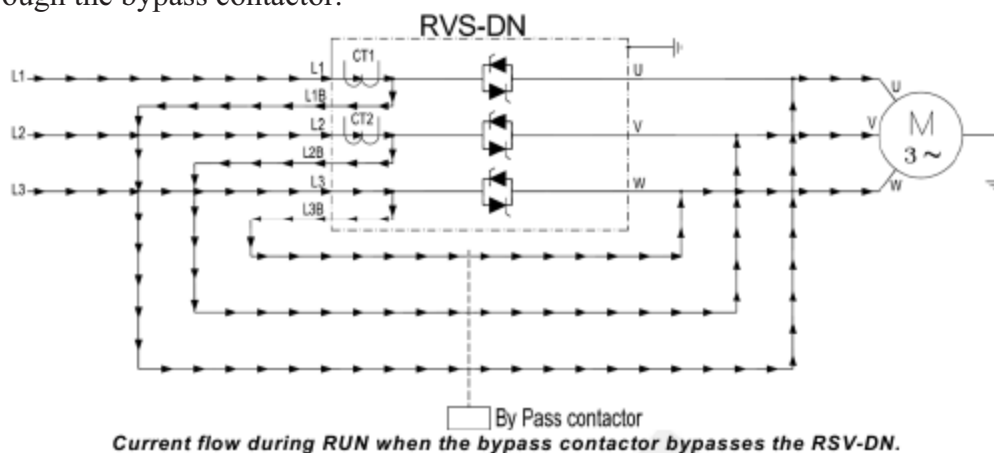 ough the bypass contactor.
RVS-DN
CT1
L1 L1 U
L1B U
L2 CT2 L2 V V M
3~
L2B
L3 L3 W W
L3B
By Pass contactor
Current flow during RUN when the bypass contactor bypasses the RSV-DN.